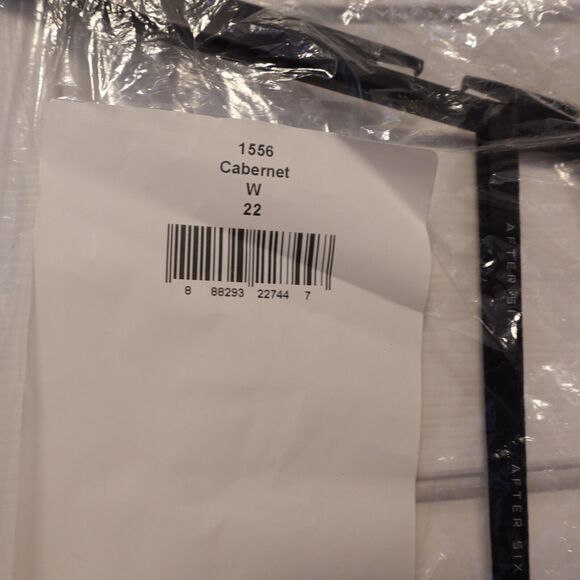 1556
Cabernet
W
22
8 88293 22744 7
AFTER SIX
AFTER SIX